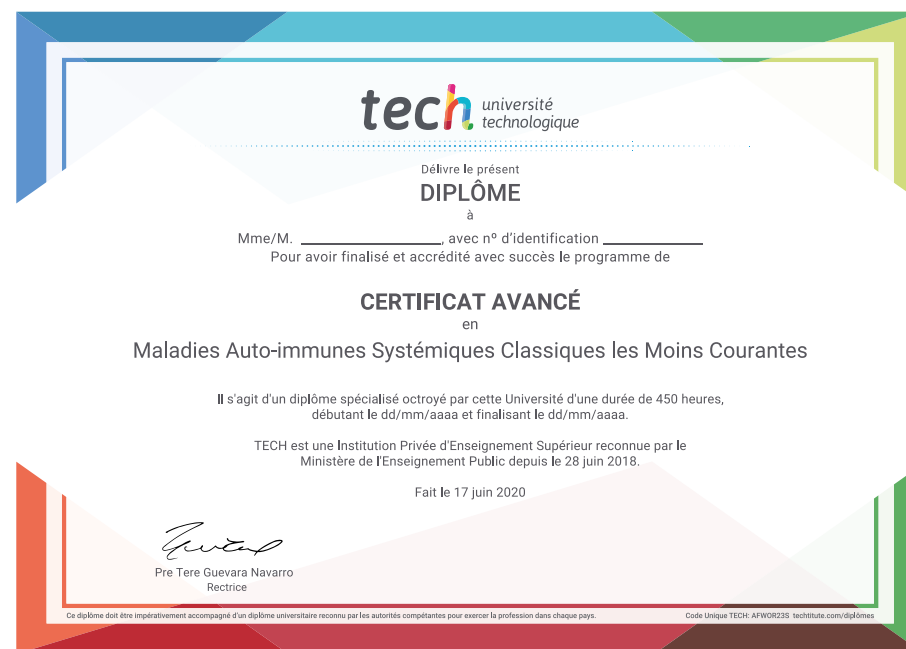 tech université
technologique
Délivre le présent
DIPLÔME
à
Mme/M. ____________________, avec nº d'identification ______________
Pour avoir finalisé et accrédité avec succès le programme de
CERTIFICAT AVANCÉ
en
Maladies Auto-immunes Systémiques Classiques les Moins Courantes
Il s'agit d'un diplôme spécialisé octroyé par cette Université d'une durée de 450 heures,
débutant le dd/mm/aaaa et finalisant le dd/mm/aaaa.
TECH est une Institution Privée d'Enseignement Supérieur reconnue par le
Ministère de l'Enseignement Public depuis le 28 juin 2018.
Fait le 17 juin 2020
Pre Tere Guevara Navarro
Rectrice
Ce diplôme doit être impérativement accompagné d'un diplôme universitaire reconnu par les autorités compétantes pour exercer la profession dans chaque pays.
Code Unique TECH: AFWOR23S techtitute.com/diplômes